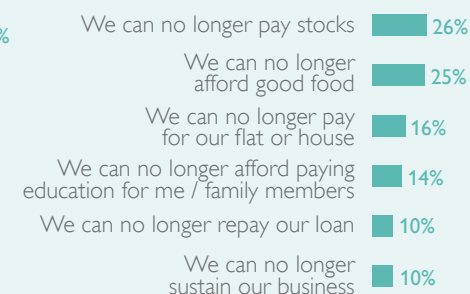 %
We can no longer pay stocks 26%
We can no longer
afford good food 25%
We can no longer pay
for our flat or house 16%
We can no longer afford paying
education for me / family members 14%
We can no longer repay our loan 10%
We can no longer
sustain our business 10%